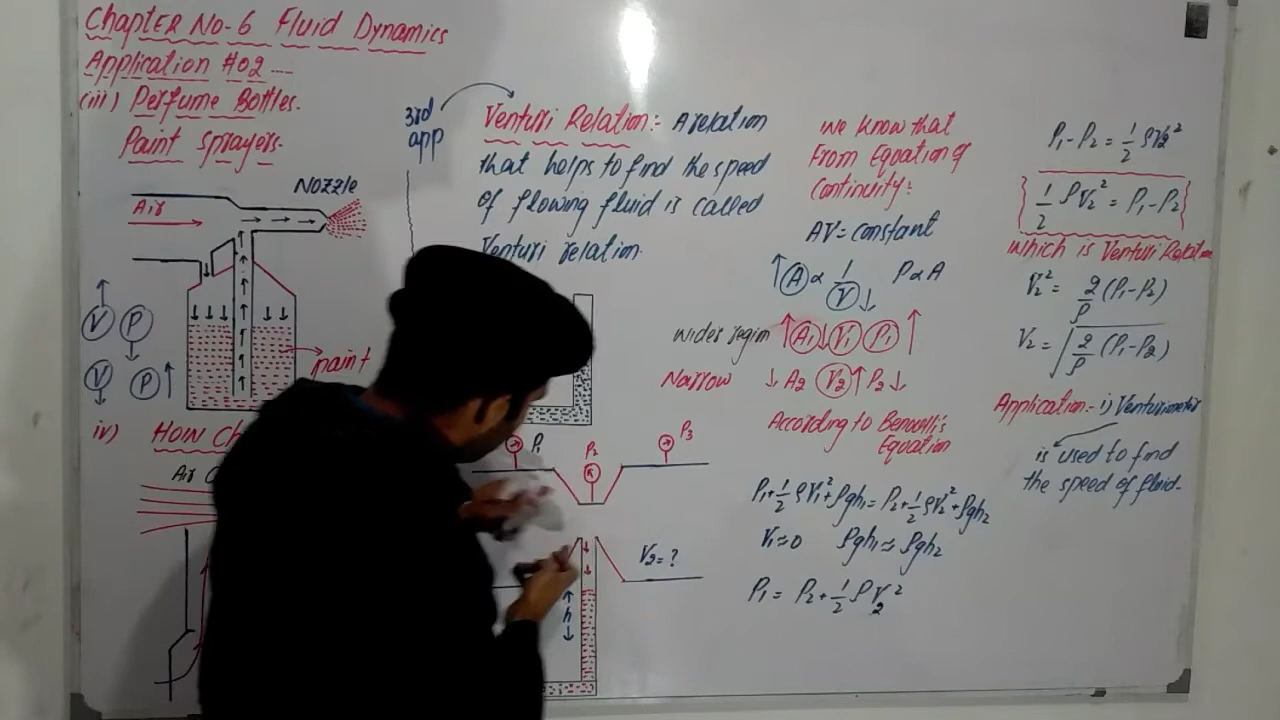 Chapter No-6 Fluid Dynamics
Application #02 ....
(iii) Perfume Bottles.
Paint sprayers.
Nozzle
Air
V P
V P
paint
iv) How Ch
Air
3rd app
Venturi Relation:- A relation
that helps to find the speed
of flowing fluid is called
Venturi relation.
P1
P2
P3
V2 = ?
h
We know that
From Equation of
Continuity:
AV = constant
↑ A ∝ 1/V ↓ P ∝ A
wider region ↑ A1 ↓ V1 P1 ↑
Narrow ↓ A2 V2 ↑ P2 ↓
According to
Equation
P1 + 1/2 ρV1² + ρgh1 = P2 + 1/2 ρV2² + ρgh2
V1 ≈ 0 ρgh1 ≈ ρgh2
P1 = P2 + 1/2 ρV2²
P1 - P2 = 1/2 ρV2²
1/2 ρV2² = P1 - P2
which is Venturi Relation
V2² = 2/ρ (P1 - P2)
V2 = √(2/ρ (P1 - P2))
Application:- i) Venturimeter
is used to find
the speed of fluid.